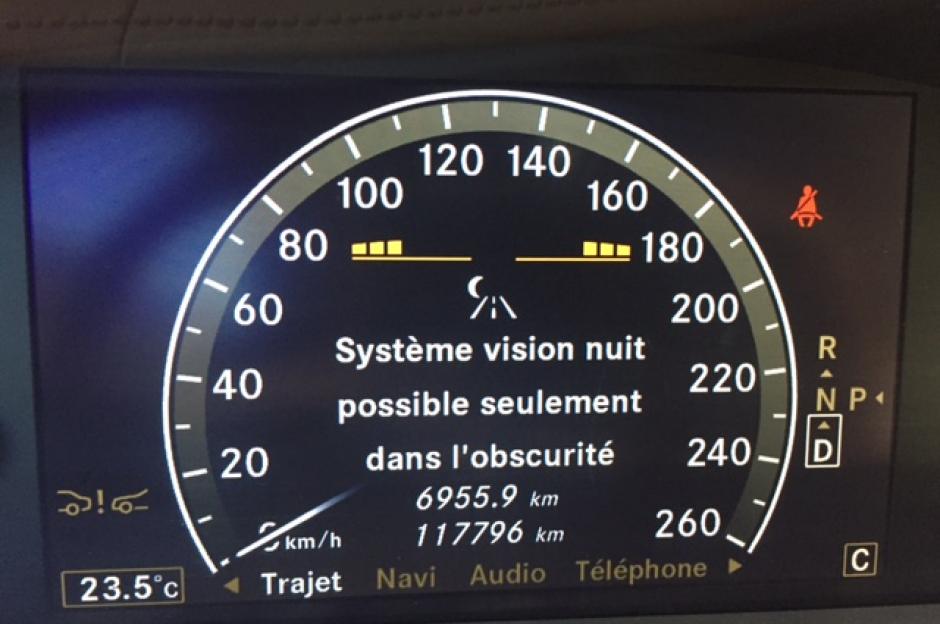 120 140
100 160
80 180
60 200
40 220
20 240
0 260
km/h
Système vision nuit
possible seulement
dans l'obscurité
6955.9 km
117796 km
Trajet Navi Audio Téléphone
23.5°C
R
N P
D
C